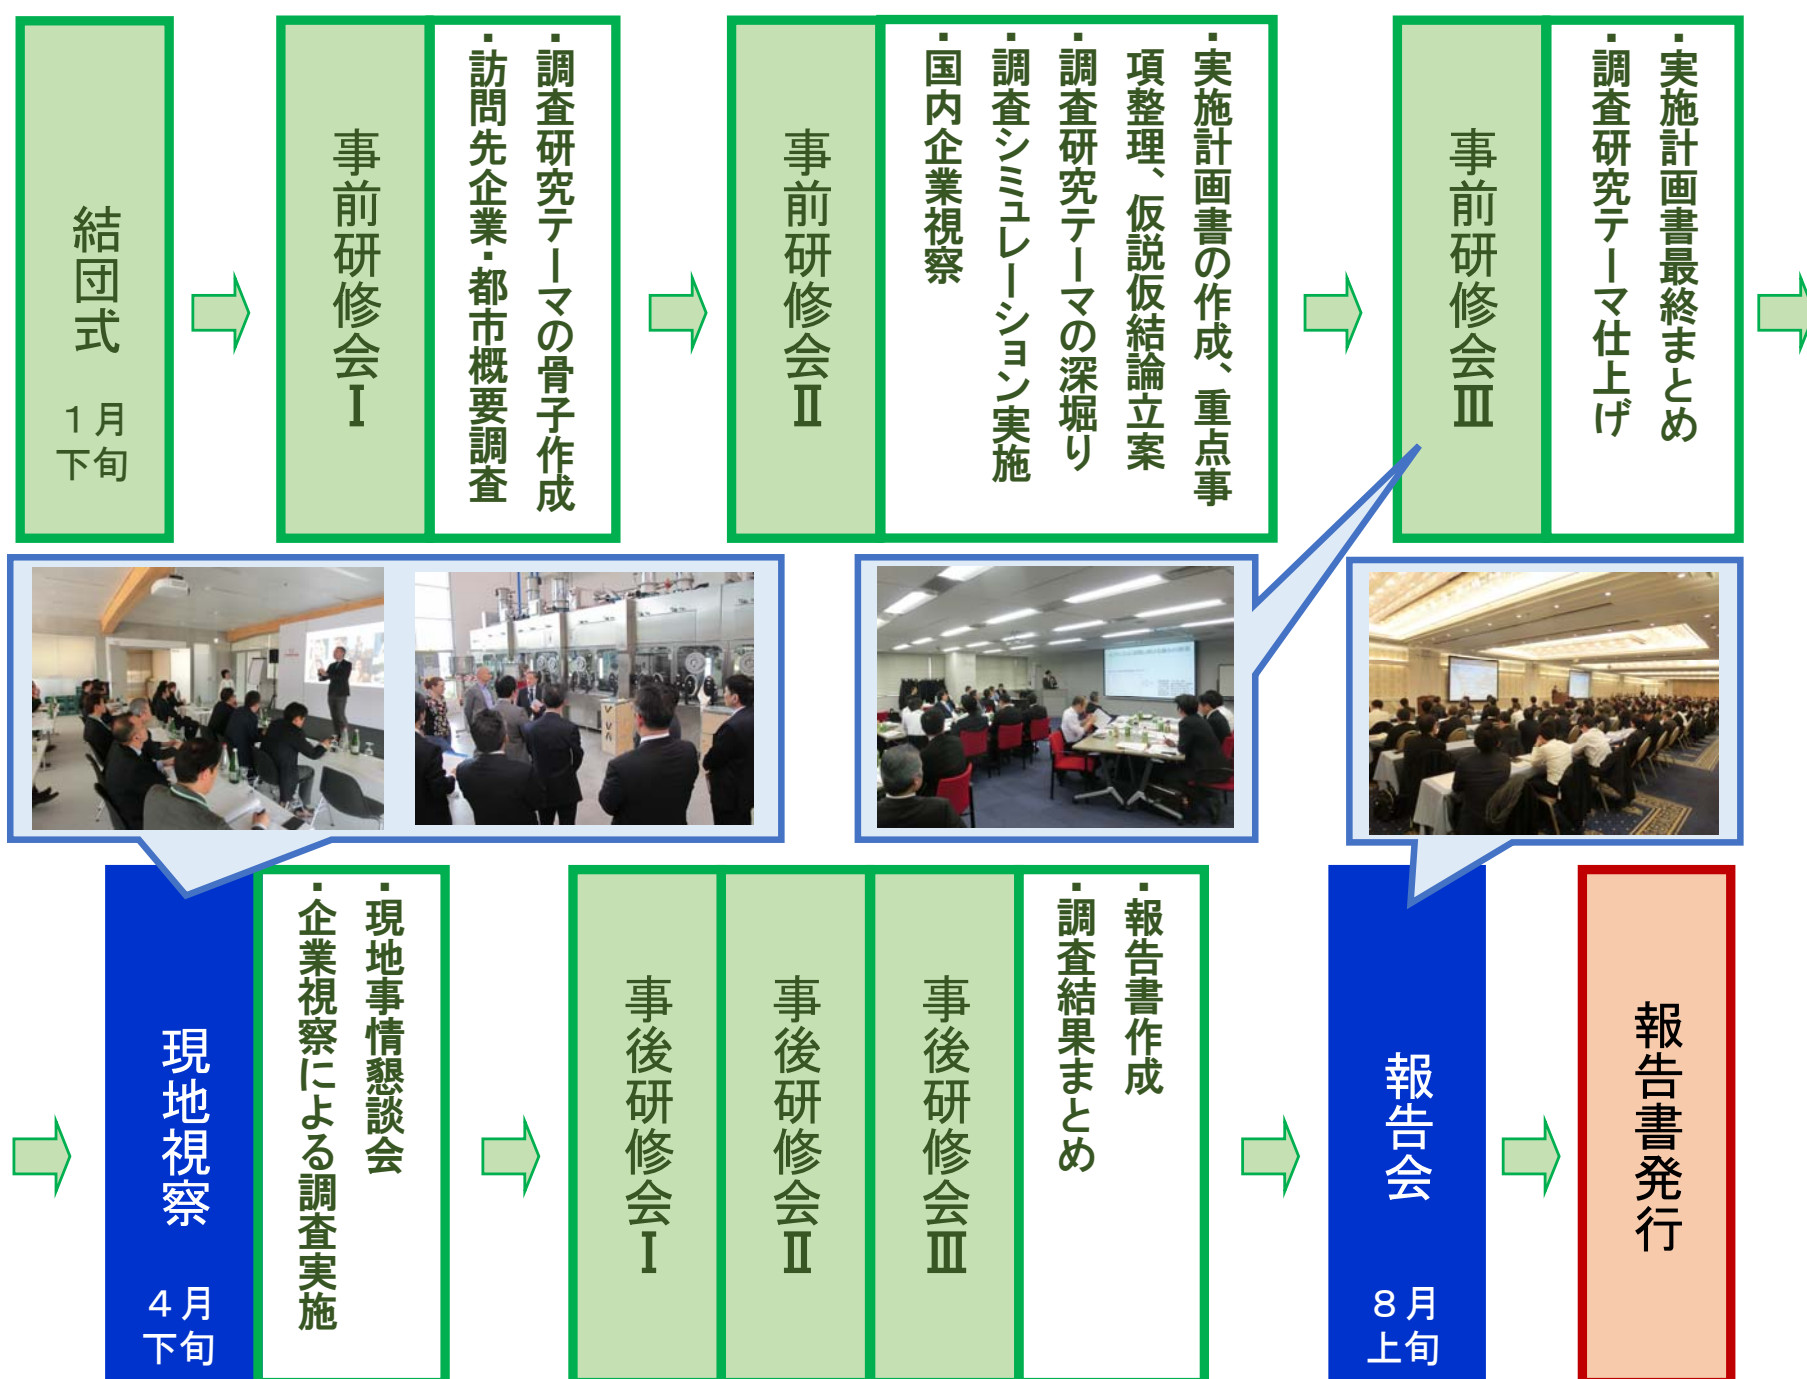 結団式
１月
下旬
事前研修会Ⅰ
・調査研究テーマの骨子作成
・訪問先企業・都市概要調査
事前研修会Ⅱ
・実施計画書の作成、重点事
項整理、仮説仮結論立案
・調査研究テーマの深堀り
・調査シミュレーション実施
・国内企業視察
事前研修会Ⅲ
・実施計画書最終まとめ
・調査研究テーマ仕上げ
現地視察
４月
下旬
・現地事情懇談会
・企業視察による調査実施
事後研修会Ⅰ
事後研修会Ⅱ
事後研修会Ⅲ
・報告書作成
・調査結果まとめ
報告会
８月
上旬
報告書発行